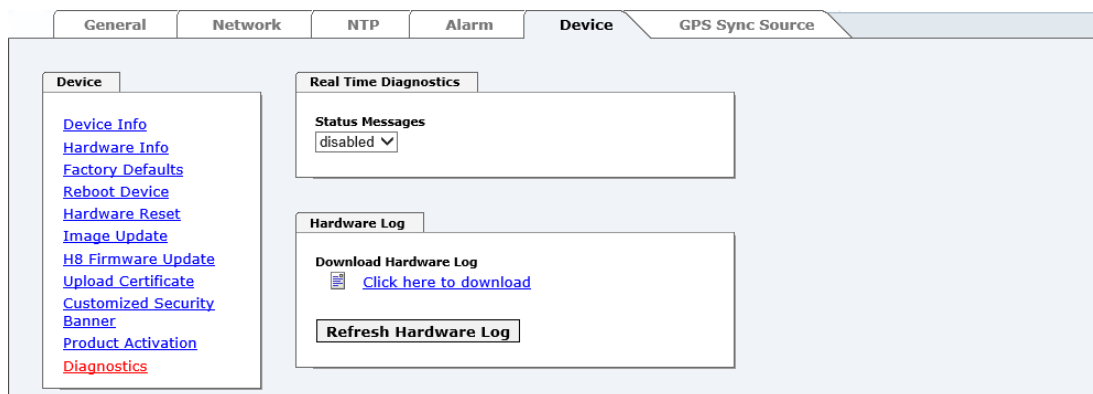 General Network NTP Alarm Device GPS Sync Source
Device
Device Info
Hardware Info
Factory Defaults
Reboot Device
Hardware Reset
Image Update
H8 Firmware Update
Upload Certificate
Customized Security
Banner
Product Activation
Diagnostics
Real Time Diagnostics
Status Messages
disabled
Hardware Log
Download Hardware Log
Click here to download
Refresh Hardware Log